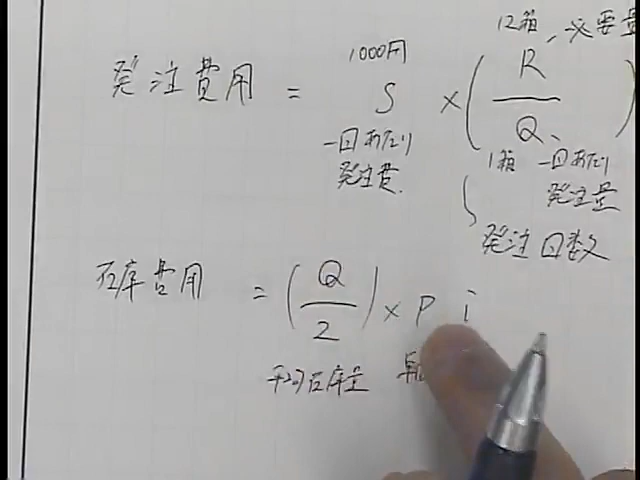 1000円 12箱 必要量
発注費用 = S × ( R / Q )
一回あたり 発注費
1箱 一回あたり 発注量
発注回数
在庫費用 = ( Q / 2 ) × P i
平均在庫量